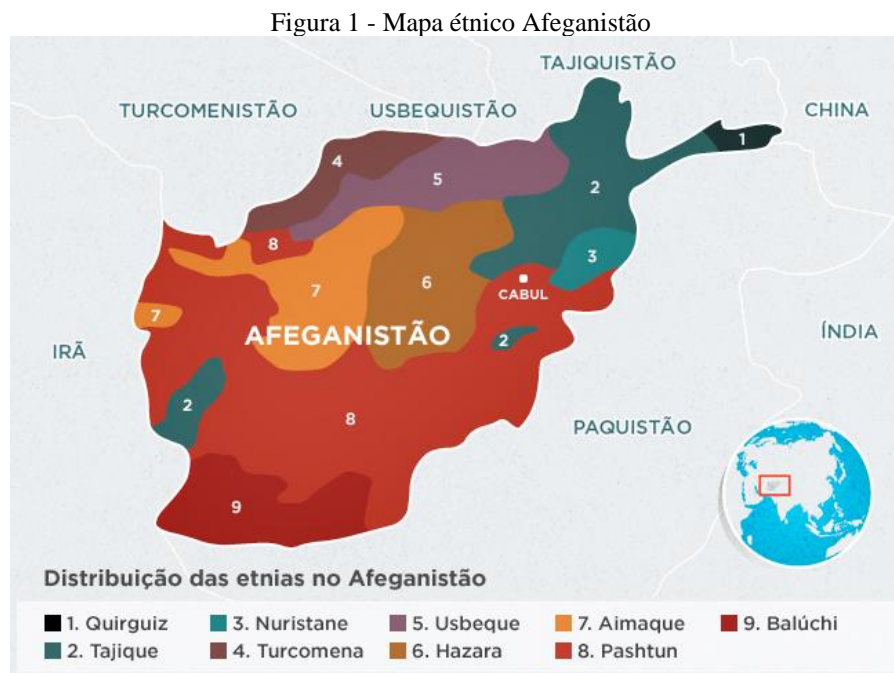 Figura 1 - Mapa étnico Afeganistão
TAJIQUISTÃO
TURCOMENISTÃO
USBEQUISTÃO
CHINA
1
4
5
2
3
8
CABUL
7
6
7
AFEGANISTÃO
ÍNDIA
IRÃ
2
2
8
PAQUISTÃO
9
Distribuição das etnias no Afeganistão
1. Quirguiz
3. Nuristane
5. Usbeque
7. Aimaque
9. Balúchi
2. Tajique
4. Turcomena
6. Hazara
8. Pashtun